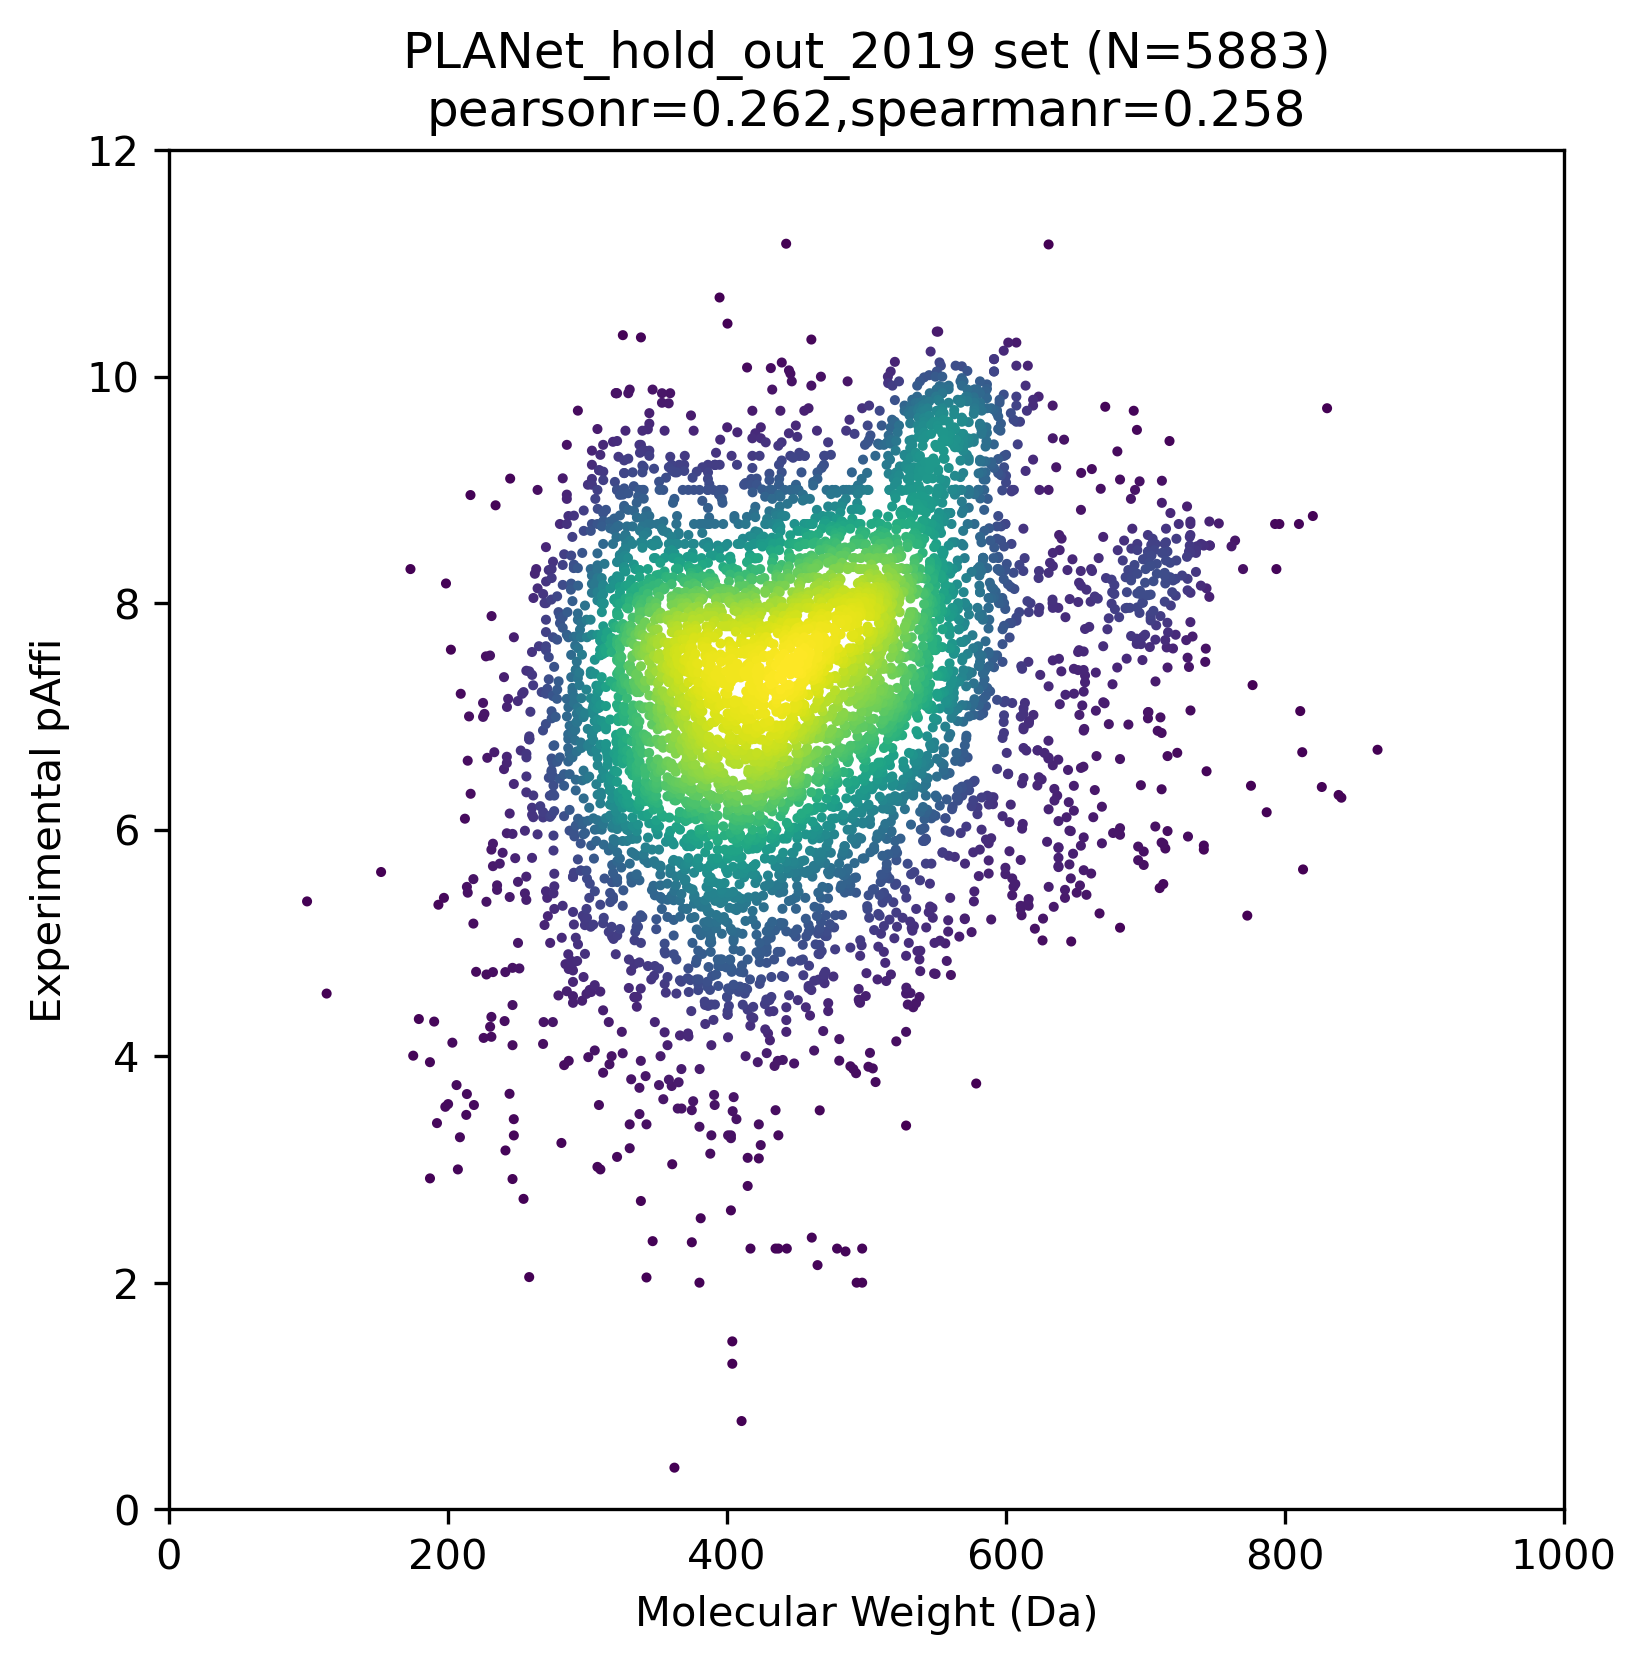 PLANet_hold_out_2019 set (N=5883)
pearsonr=0.262,spearmanr=0.258
12
10
8
6
4
2
0
Experimental pAffi
0 200 400 600 800 1000
Molecular Weight (Da)